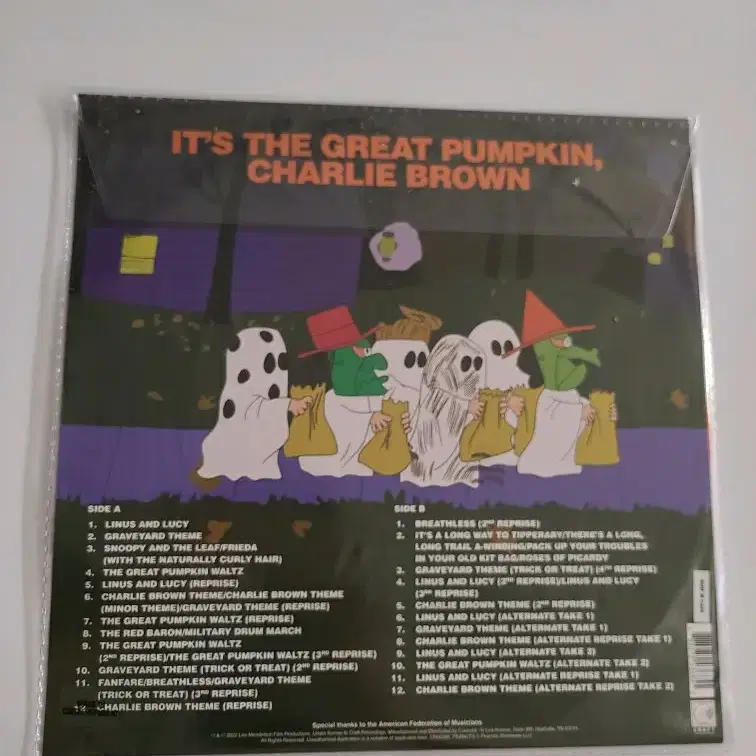 IT'S THE GREAT PUMPKIN,
CHARLIE BROWN
SIDE A
1. LINUS AND LUCY
2. GRAVEYARD THEME
3. SNOOPY AND THE LEAF/FRIEDA
(WITH THE NATURALLY CURLY HAIR)
4. THE GREAT PUMPKIN WALTZ
5. LINUS AND LUCY (REPRISE)
6. CHARLIE BROWN THEME/CHARLIE BROWN THEME
(MINOR THEME)/GRAVEYARD THEME (REPRISE)
7. THE GREAT PUMPKIN WALTZ (REPRISE)
8. THE RED BARON/MILITARY DRUM MARCH
9. THE GREAT PUMPKIN WALTZ
(2ND REPRISE)/THE GREAT PUMPKIN WALTZ (3RD REPRISE)
10. GRAVEYARD THEME (TRICK OR TREAT) (2ND REPRISE)
11. FANFARE/BREATHLESS/GRAVEYARD THEME
(TRICK OR TREAT) (3RD REPRISE)
12. CHARLIE BROWN THEME (REPRISE)
SIDE B
1. BREATHLESS (2ND REPRISE)
2. IT'S A LONG WAY TO TIPPERARY/THERE'S A LONG,
LONG TRAIL A-WINDING/PACK UP YOUR TROUBLES
IN YOUR OLD KIT BAG/ROSES OF PICARDY
3. GRAVEYARD THEME (TRICK OR TREAT) (4TH REPRISE)
4. LINUS AND LUCY (2ND REPRISE)/LINUS AND LUCY
(3RD REPRISE)
5. CHARLIE BROWN THEME (2ND REPRISE)
6. LINUS AND LUCY (ALTERNATE TAKE 1)
7. GRAVEYARD THEME (ALTERNATE TAKE 1)
8. CHARLIE BROWN THEME (ALTERNATE REPRISE TAKE 1)
9. LINUS AND LUCY (ALTERNATE TAKE 2)
10. THE GREAT PUMPKIN WALTZ (ALTERNATE TAKE 2)
11. LINUS AND LUCY (ALTERNATE REPRISE TAKE 1)
12. CHARLIE BROWN THEME (ALTERNATE REPRISE TAKE 2)
Special thanks to the American Federation of Musicians
CRAFT